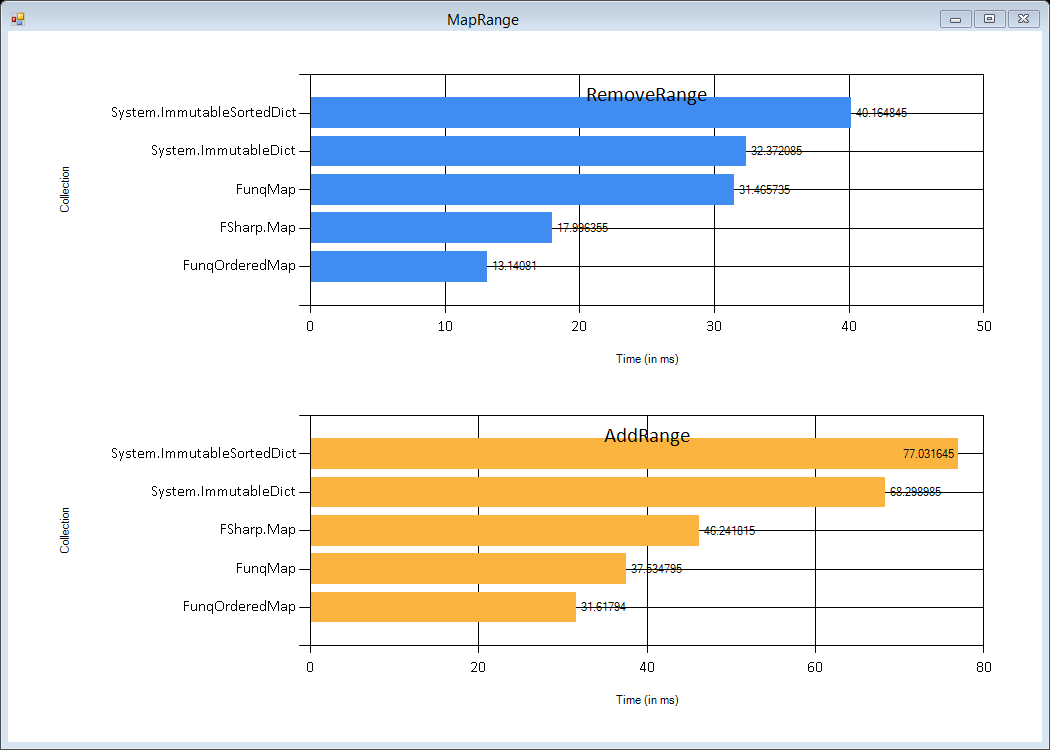 MapRange
RemoveRange
System.ImmutableSortedDict 40.164845
System.ImmutableDict 32.372085
FunqMap 31.465735
FSharp.Map 17.996355
FunqOrderedMap 13.14081
Collection
0 10 20 30 40 50
Time (in ms)
AddRange
System.ImmutableSortedDict 77.031645
System.ImmutableDict 68.298985
FSharp.Map 46.241815
FunqMap 37.534795
FunqOrderedMap 31.61794
Collection
0 20 40 60 80
Time (in ms)